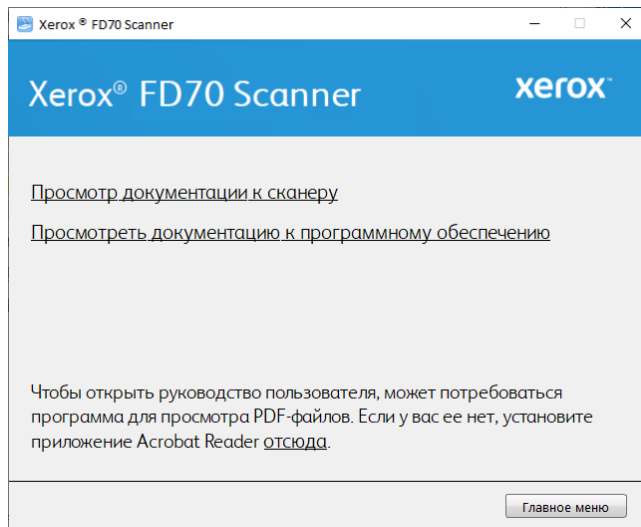 Xerox ® FD70 Scanner
Xerox® FD70 Scanner
xerox™
Просмотр документации к сканеру
Просмотреть документацию к программному обеспечению
Чтобы открыть руководство пользователя, может потребоваться
программа для просмотра PDF-файлов. Если у вас ее нет, установите
приложение Acrobat Reader отсюда.
Главное меню